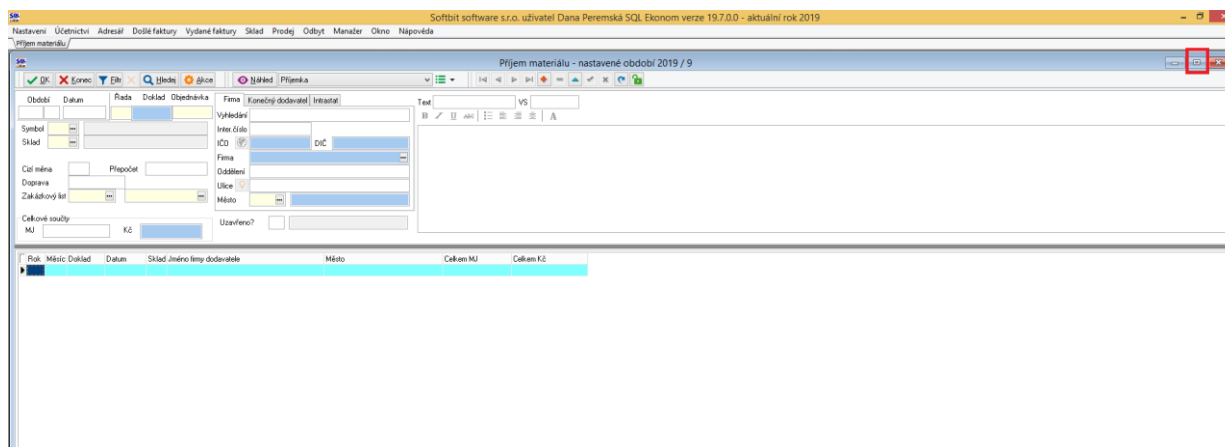 Softbit software s.r.o. uživatel Dana Peremská SQL Ekonom verze 19.7.0.0 - aktuální rok 2019
Nastavení Účetnictví Adresář Došlé faktury Vydané faktury Sklad Prodej Odbyt Manažer Okno Nápověda
Příjem materiálu
Příjem materiálu - nastavené období 2019 / 9
OK Konec Filtr Hledej Akce Náhled Příjemka
Období Datum Řada Doklad Objednávka
Firma Konečný dodavatel Intrastat
Text VS
Vyhledání
B I U abc A
Symbol
Inter.číslo
Sklad
IČO DIČ
Firma
Cizí měna Přepočet
Oddělení
Doprava
Ulice
Zakázkový list
Město
Celkové součty
Uzavřeno?
MJ Kč
Rok Měsíc Doklad Datum Sklad Jméno firmy dodavatele Město Celkem MJ Celkem Kč